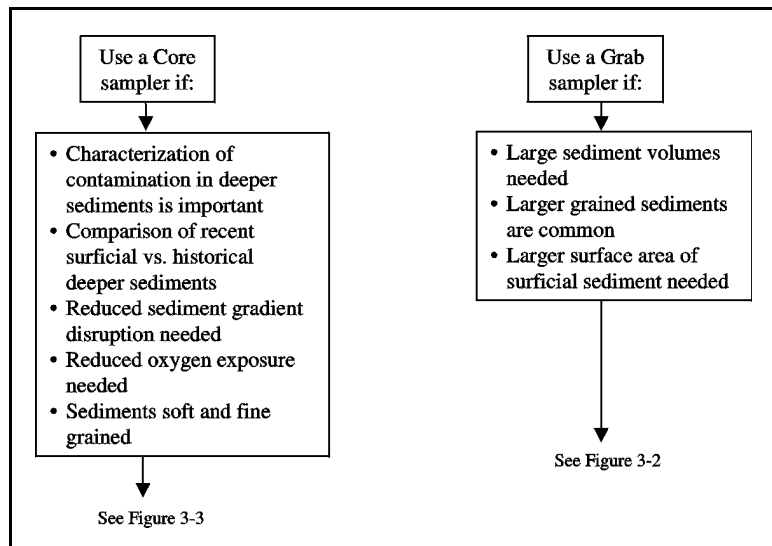 Use a Core
sampler if:
• Characterization of
contamination in deeper
sediments is important
• Comparison of recent
surficial vs. historical
deeper sediments
• Reduced sediment gradient
disruption needed
• Reduced oxygen exposure
needed
• Sediments soft and fine
grained
See Figure 3-3
Use a Grab
sampler if:
• Large sediment volumes
needed
• Larger grained sediments
are common
• Larger surface area of
surficial sediment needed
See Figure 3-2